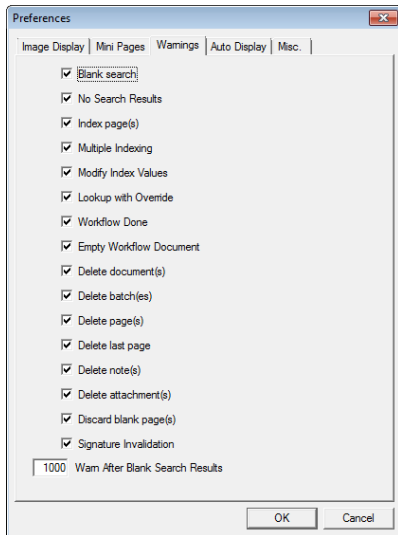 Preferences
Image Display Mini Pages Warnings Auto Display Misc.
Blank search
No Search Results
Index page(s)
Multiple Indexing
Modify Index Values
Lookup with Override
Workflow Done
Empty Workflow Document
Delete document(s)
Delete batch(es)
Delete page(s)
Delete last page
Delete note(s)
Delete attachment(s)
Discard blank page(s)
Signature Invalidation
1000 Warn After Blank Search Results
OK Cancel